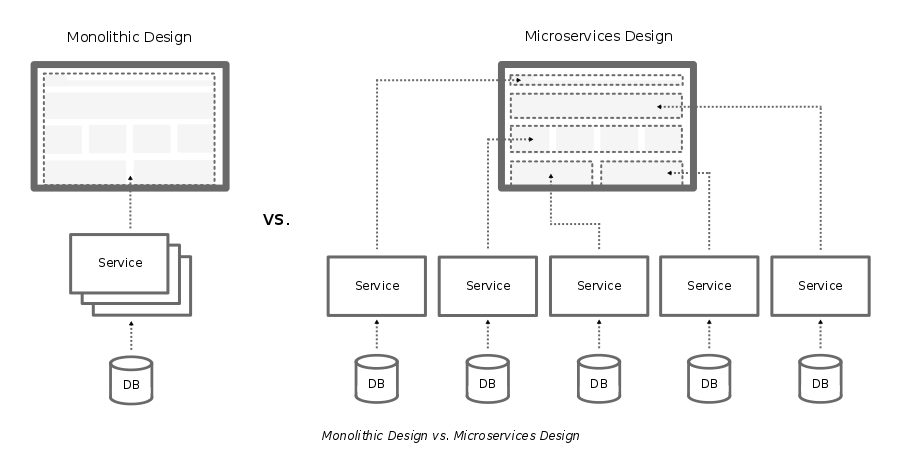 Monolithic Design
Microservices Design
VS.
Service
Service
Service
Service
Service
Service
DB
DB
DB
DB
DB
DB
Monolithic Design vs. Microservices Design